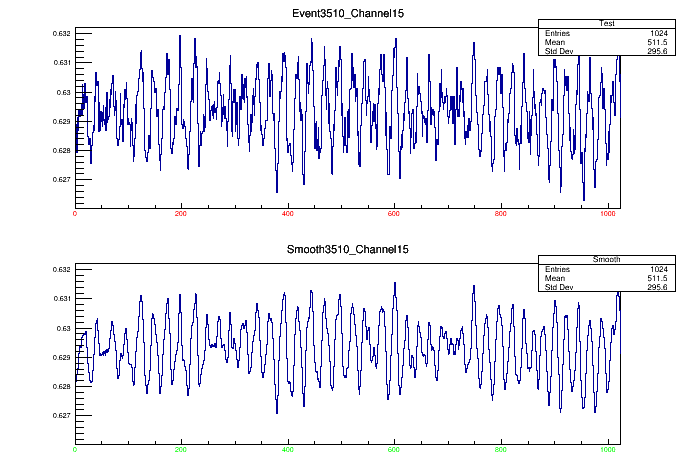 Event3510_Channel15
Test
Entries 1024
Mean 511.5
Std Dev 295.6
0.632
0.631
0.63
0.629
0.628
0.627
0 200 400 600 800 1000
Smooth3510_Channel15
Smooth
Entries 1024
Mean 511.5
Std Dev 295.6
0.632
0.631
0.63
0.629
0.628
0.627
0 200 400 600 800 1000